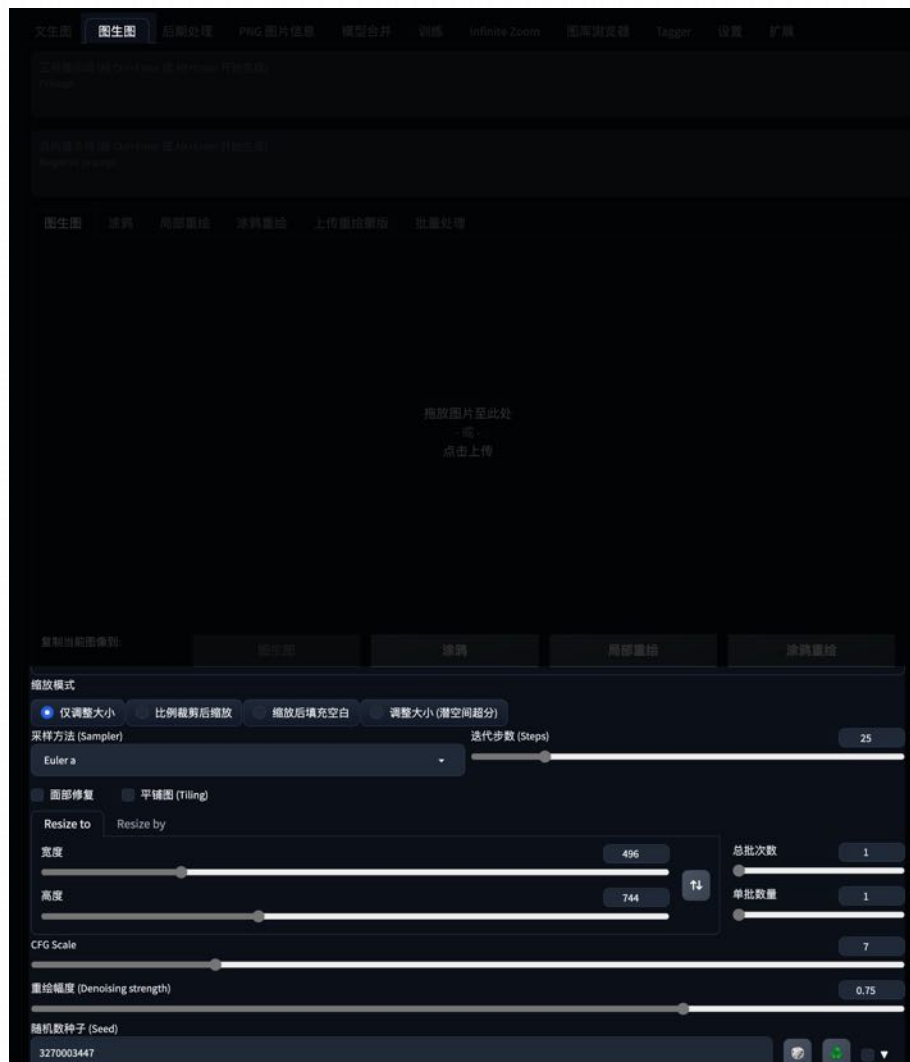 文生图 图生图 后期处理 PNG 图片信息 模型合并 训练 Infinite Zoom 图库浏览器 Tagger 设置 扩展
图生图 涂鸦 局部重绘 涂鸦重绘 上传重绘蒙版 批量处理
拖放图片至此处
- 或 -
点击上传
复制当前图像到: 图生图 涂鸦 局部重绘 涂鸦重绘
缩放模式
仅调整大小 比例裁剪后缩放 缩放后填充空白 调整大小 (潜空间超分)
采样方法 (Sampler) 迭代步数 (Steps) 25
Euler a
面部修复 平铺图 (Tiling)
Resize to Resize by
宽度 496 总批次数 1
高度 744 单批数量 1
CFG Scale 7
重绘幅度 (Denoising strength) 0.75
随机数种子 (Seed)
3270003447